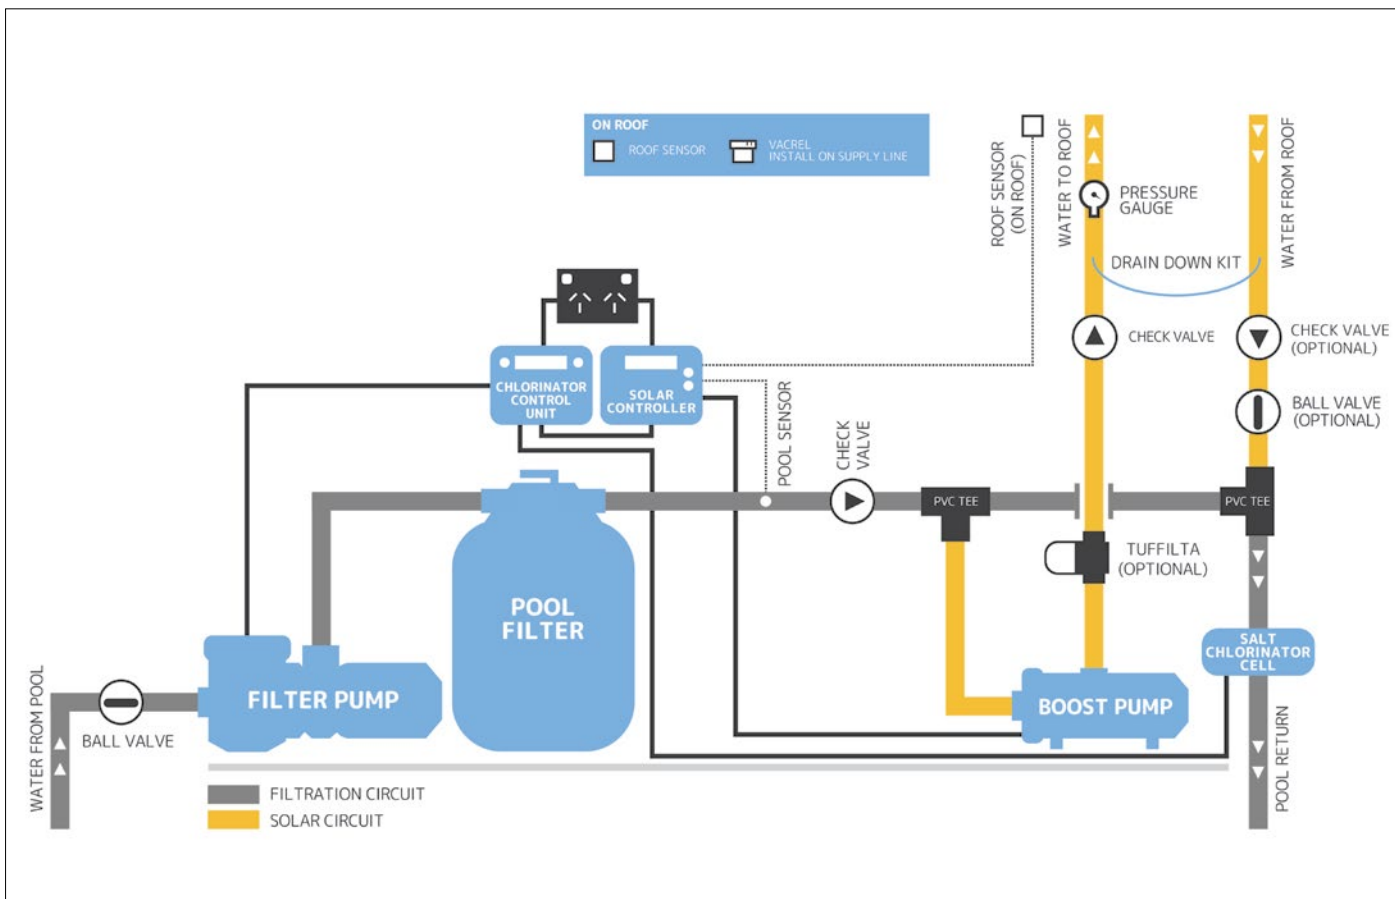 ON ROOF
ROOF SENSOR
VACREL
INSTALL ON SUPPLY LINE
ROOF SENSOR
(ON ROOF)
WATER TO ROOF
PRESSURE
GAUGE
WATER FROM ROOF
DRAIN DOWN KIT
CHECK VALVE
CHECK VALVE
(OPTIONAL)
CHLORINATOR
CONTROL
UNIT
SOLAR
CONTROLLER
BALL VALVE
(OPTIONAL)
POOL SENSOR
CHECK
VALVE
PVC TEE
PVC TEE
TUFFILTA
(OPTIONAL)
POOL
FILTER
SALT
CHLORINATOR
CELL
WATER FROM POOL
BALL VALVE
FILTER PUMP
BOOST PUMP
POOL RETURN
FILTRATION CIRCUIT
SOLAR CIRCUIT